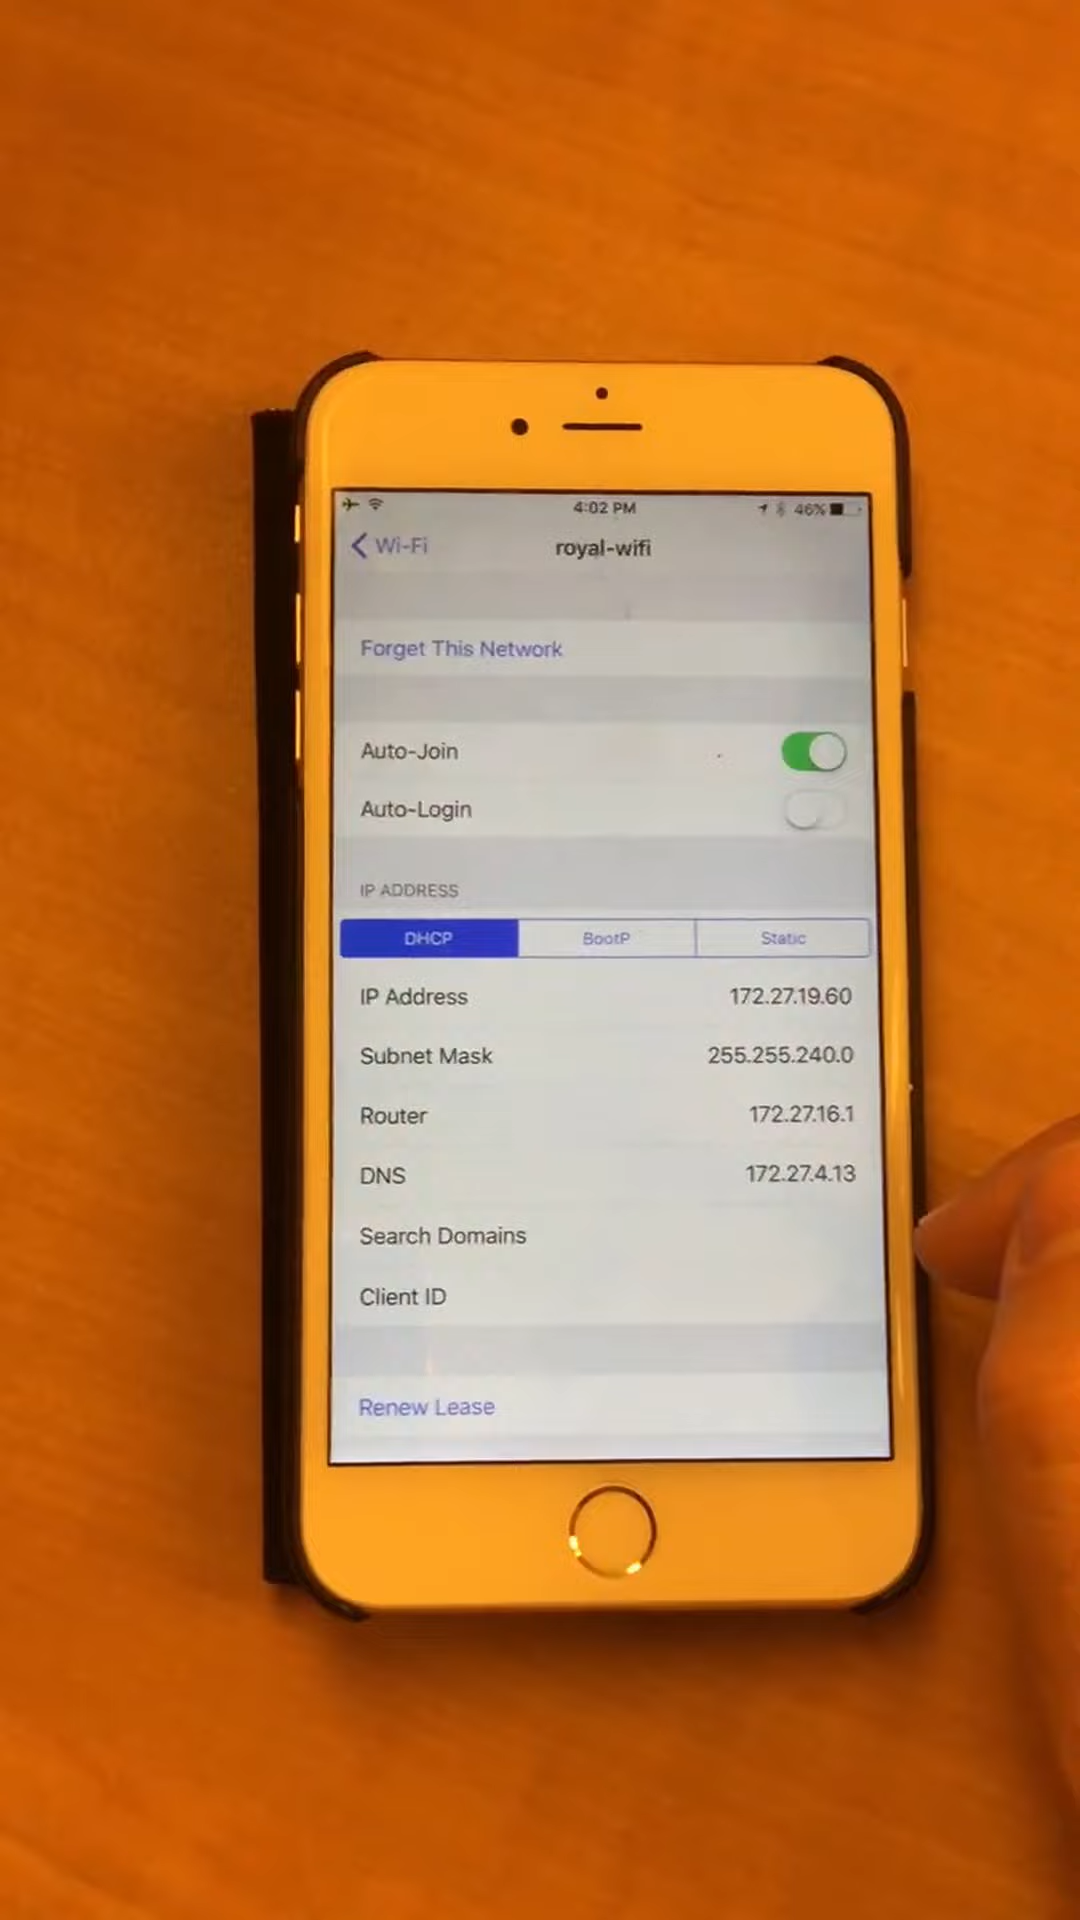 4:02 PM 46%
Wi-Fi royal-wifi
Forget This Network
Auto-Join
Auto-Login
IP ADDRESS
DHCP BootP Static
IP Address 172.27.19.60
Subnet Mask 255.255.240.0
Router 172.27.16.1
DNS 172.27.4.13
Search Domains
Client ID
Renew Lease